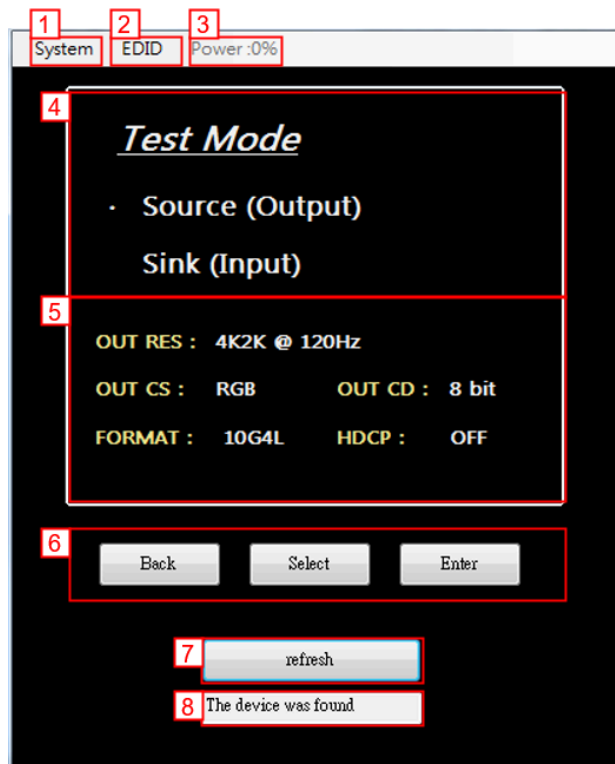 1 2 3
System EDID Power :0%
4
Test Mode
· Source (Output)
Sink (Input)
5
OUT RES : 4K2K @ 120Hz
OUT CS : RGB OUT CD : 8 bit
FORMAT : 10G4L HDCP : OFF
6
Back Select Enter
7 refresh
8 The device was found